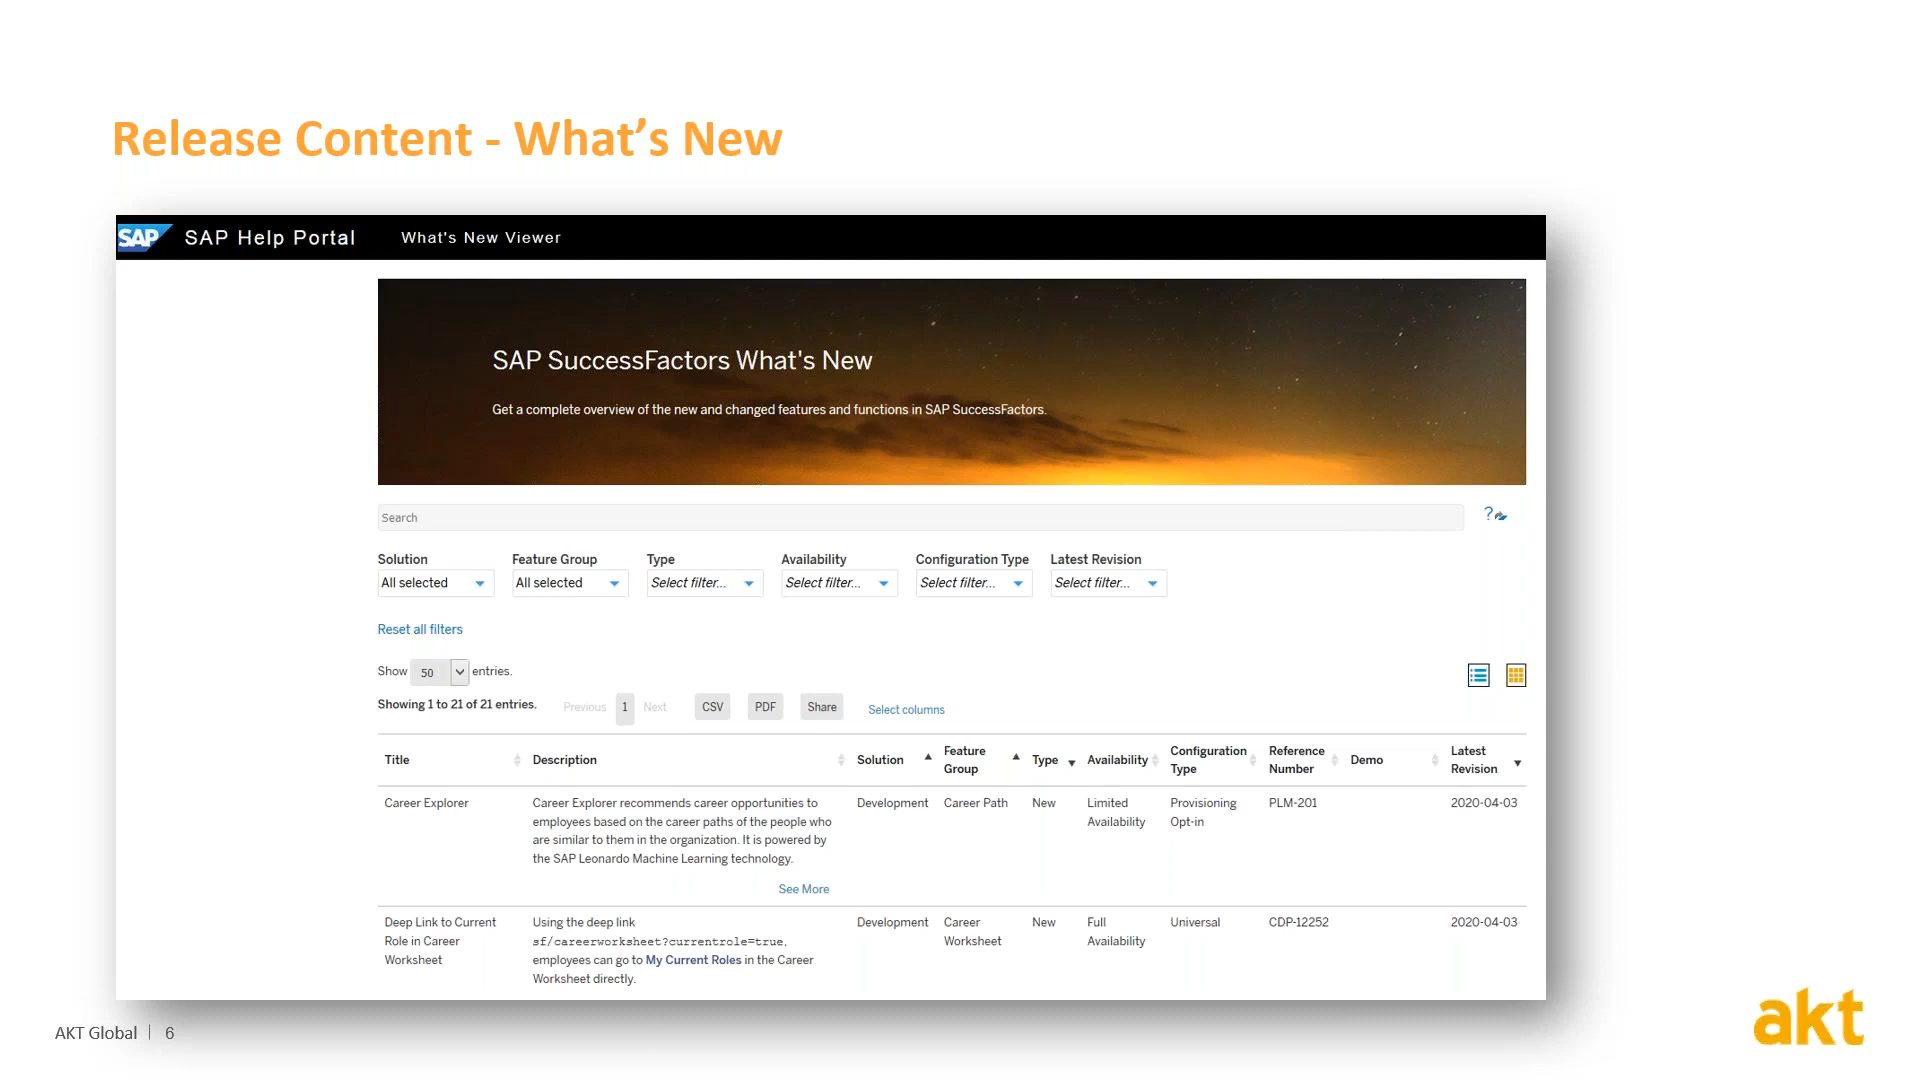 Release Content - What’s New
SAP SAP Help Portal What's New Viewer
SAP SuccessFactors What's New
Get a complete overview of the new and changed features and functions in SAP SuccessFactors.
Search ?
Solution Feature Group Type Availability Configuration Type Latest Revision
All selected All selected Select filter... Select filter... Select filter... Select filter...
Reset all filters
Show 50 entries.
Showing 1 to 21 of 21 entries. Previous 1 Next CSV PDF Share Select columns
Title Description Solution Feature Group Type Availability Configuration Type Reference Number Demo Latest Revision
Career Explorer
Career Explorer recommends career opportunities to
employees based on the career paths of the people who
are similar to them in the organization. It is powered by
the SAP Leonardo Machine Learning technology.
See More
Development
Career Path
New
Limited
Availability
Provisioning
Opt-in
PLM-201
2020-04-03
Deep Link to Current
Role in Career
Worksheet
Using the deep link
sf/careerworksheet?currentrole=true,
employees can go to My Current Roles in the Career
Worksheet directly.
Development
Career
Worksheet
New
Full
Availability
Universal
CDP-12252
2020-04-03
AKT Global | 6
akt